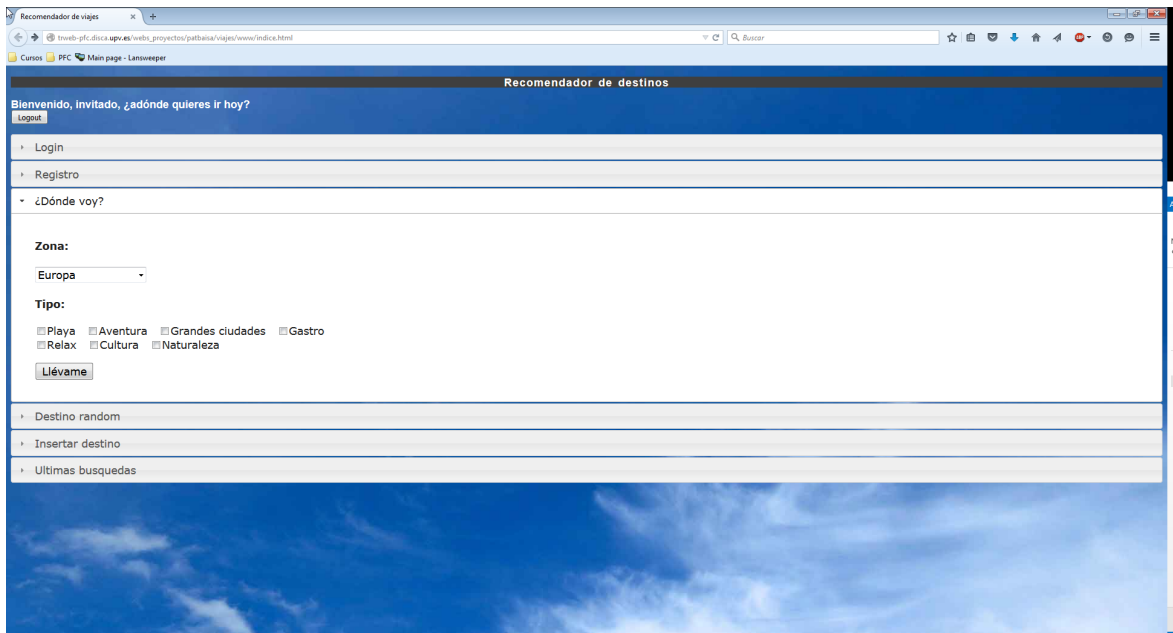 Recomendador de viajes
trweb-pfc.disca.upv.es/webs_proyectos/patbaisa/viajes/www/indice.html
Buscar
Cursos PFC Main page - Lansweeper
Recomendador de destinos
Bienvenido, invitado, ¿adónde quieres ir hoy?
Logout
Login
Registro
¿Dónde voy?
Zona:
Europa
Tipo:
Playa Aventura Grandes ciudades Gastro
Relax Cultura Naturaleza
Llévame
Destino random
Insertar destino
Ultimas busquedas